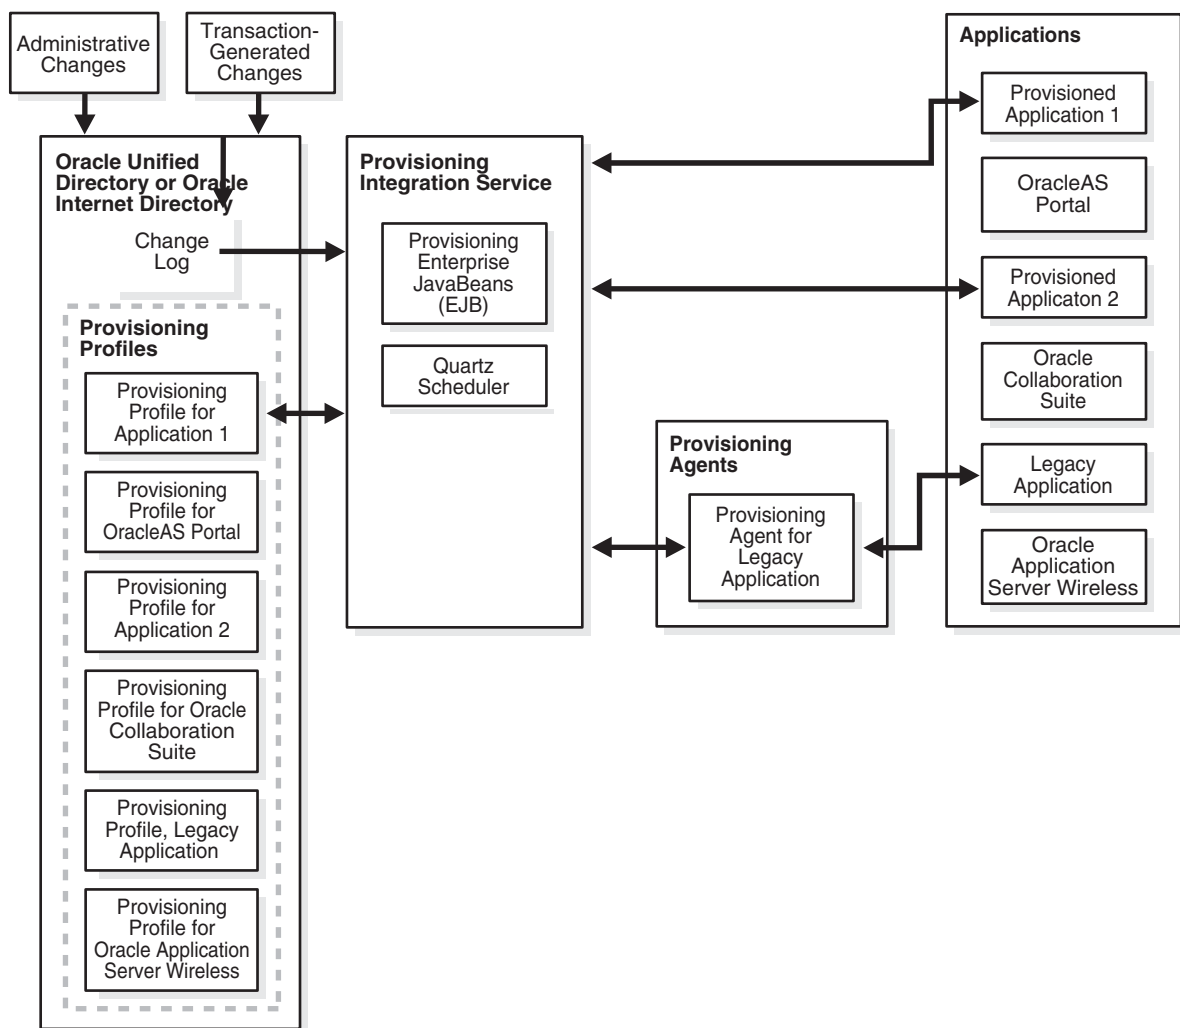 Administrative
Changes
Transaction-
Generated
Changes
Oracle Unified
Directory or Oracle
Internet Directory
Change
Log
Provisioning
Profiles
Provisioning
Profile for
Application 1
Provisioning
Profile for
OracleAS Portal
Provisioning
Profile for
Application 2
Provisioning
Profile for Oracle
Collaboration
Suite
Provisioning
Profile, Legacy
Application
Provisioning
Profile for
Oracle Application
Server Wireless
Provisioning
Integration Service
Provisioning
Enterprise
JavaBeans
(EJB)
Quartz
Scheduler
Provisioning
Agents
Provisioning
Agent for
Legacy
Application
Applications
Provisioned
Application 1
OracleAS
Portal
Provisioned
Applicaton 2
Oracle
Collaboration
Suite
Legacy
Application
Oracle
Application
Server Wireless